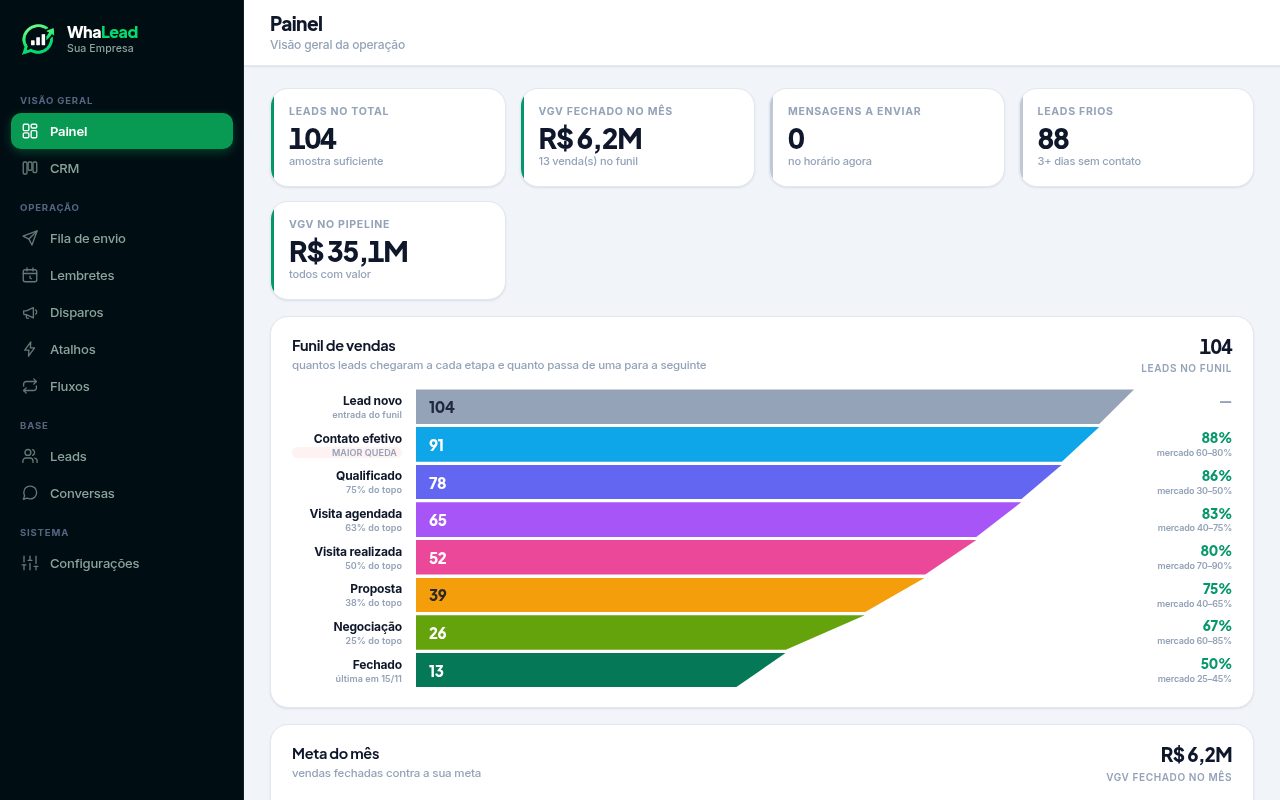 WhaLead
Sua Empresa
VISÃO GERAL
Painel
CRM
OPERAÇÃO
Fila de envio
Lembretes
Disparos
Atalhos
Fluxos
BASE
Leads
Conversas
SISTEMA
Configurações
Painel
Visão geral da operação
LEADS NO TOTAL
104
amostra suficiente
VGV FECHADO NO MÊS
R$ 6,2M
13 venda(s) no funil
MENSAGENS A ENVIAR
0
no horário agora
LEADS FRIOS
88
3+ dias sem contato
VGV NO PIPELINE
R$ 35,1M
todos com valor
Funil de vendas
quantos leads chegaram a cada etapa e quanto passa de uma para a seguinte
104
LEADS NO FUNIL
Lead novo
entrada do funil
104
—
Contato efetivo
MAIOR QUEDA
91
88%
mercado 60–80%
Qualificado
75% do topo
78
86%
mercado 30–50%
Visita agendada
63% do topo
65
83%
mercado 40–75%
Visita realizada
50% do topo
52
80%
mercado 70–90%
Proposta
38% do topo
39
75%
mercado 40–65%
Negociação
25% do topo
26
67%
mercado 60–85%
Fechado
última em 15/11
13
50%
mercado 25–45%
Meta do mês
vendas fechadas contra a sua meta
R$ 6,2M
VGV FECHADO NO MÊS